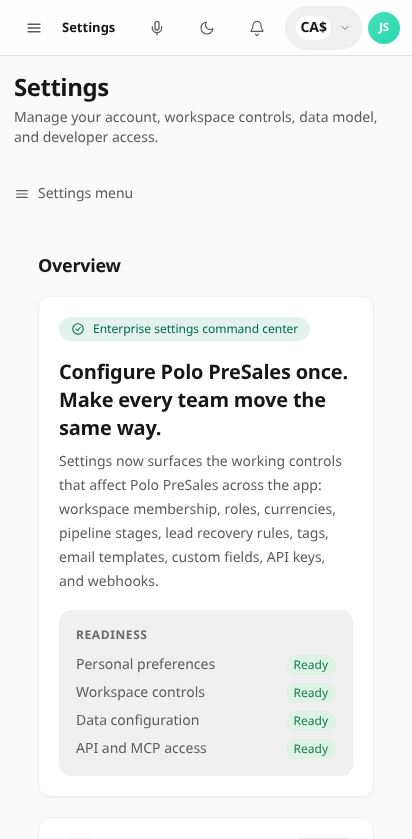 Settings
CA$
JS
Settings
Manage your account, workspace controls, data model,
and developer access.
Settings menu
Overview
Enterprise settings command center
Configure Polo PreSales once.
Make every team move the
same way.
Settings now surfaces the working controls
that affect Polo PreSales across the app:
workspace membership, roles, currencies,
pipeline stages, lead recovery rules, tags,
email templates, custom fields, API keys,
and webhooks.
READINESS
Personal preferences Ready
Workspace controls Ready
Data configuration Ready
API and MCP access Ready